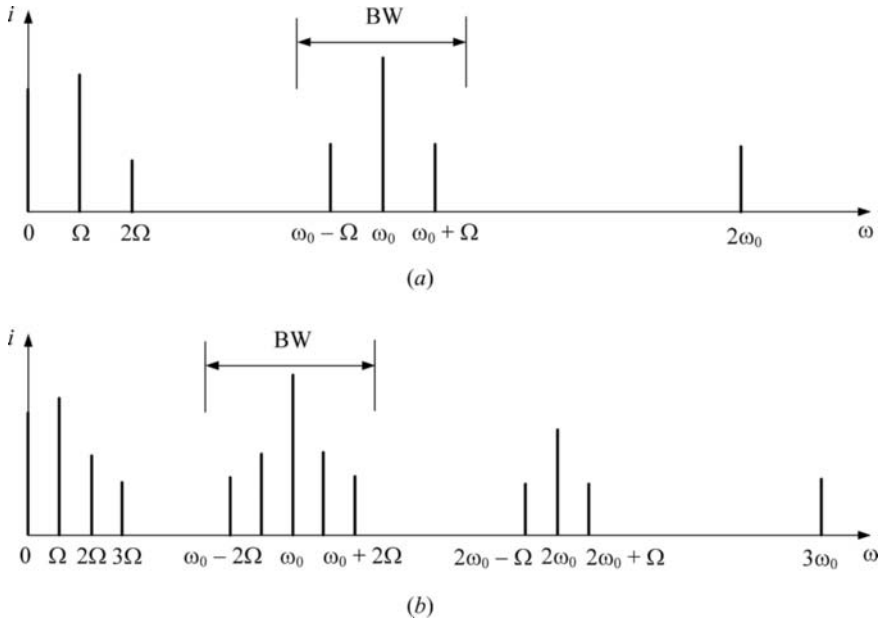 i
BW
0 Ω 2Ω ω₀ – Ω ω₀ ω₀ + Ω 2ω₀ ω
(a)
i
BW
0 Ω 2Ω 3Ω ω₀ – 2Ω ω₀ ω₀ + 2Ω 2ω₀ – Ω 2ω₀ 2ω₀ + Ω 3ω₀ ω
(b)